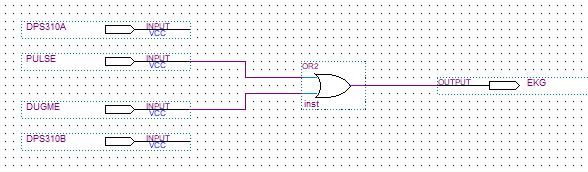 DPS310A INPUT
VCC
PULSE INPUT
VCC
OR2
OUTPUT EKG
inst
DUGME INPUT
VCC
DPS310B INPUT
VCC